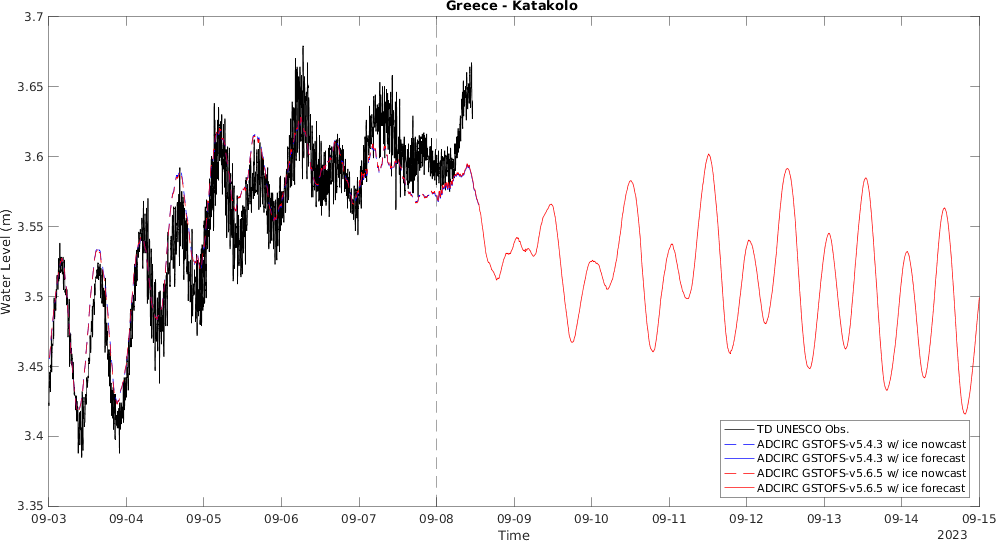 Greece - Katakolo
3.7
3.65
3.6
3.55
3.5
3.45
3.4
3.35
Water Level (m)
TD UNESCO Obs.
ADCIRC GSTOFS-v5.4.3 w/ ice nowcast
ADCIRC GSTOFS-v5.4.3 w/ ice forecast
ADCIRC GSTOFS-v5.6.5 w/ ice nowcast
ADCIRC GSTOFS-v5.6.5 w/ ice forecast
09-03 09-04 09-05 09-06 09-07 09-08 09-09 09-10 09-11 09-12 09-13 09-14 09-15
Time
2023